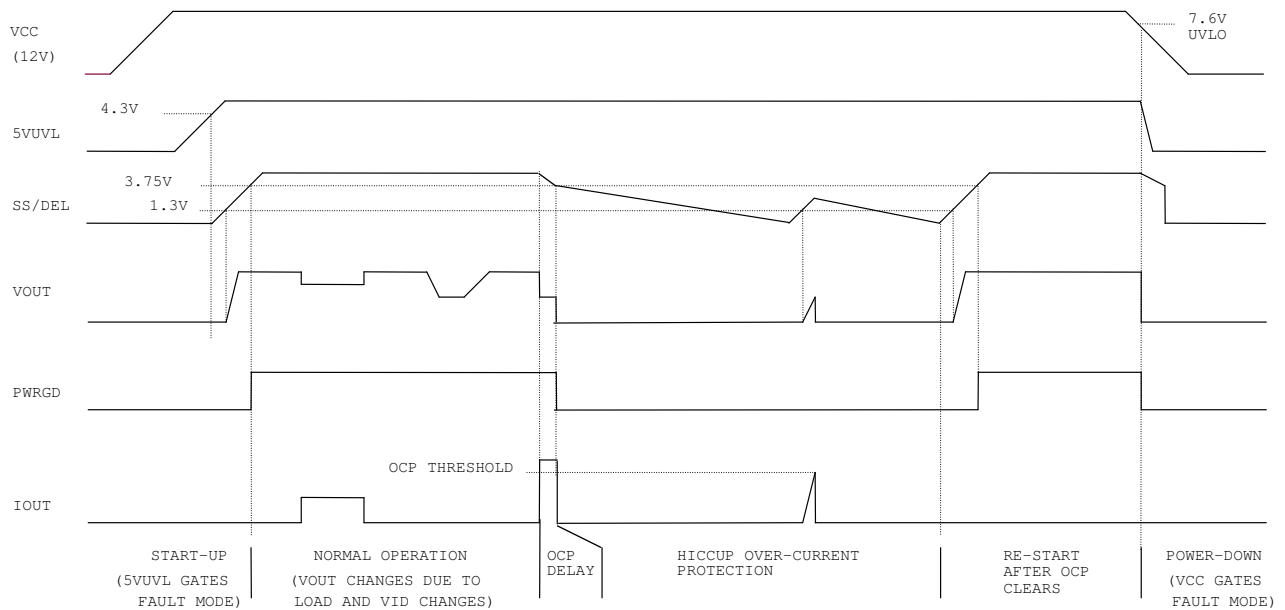 VCC
(12V)
7.6V
UVLO
4.3V
5VUVL
3.75V
SS/DEL
1.3V
VOUT
PWRGD
OCP THRESHOLD
IOUT
START-UP
(5VUVL GATES
FAULT MODE)
NORMAL OPERATION
(VOUT CHANGES DUE TO
LOAD AND VID CHANGES)
OCP
DELAY
HICCUP OVER-CURRENT
PROTECTION
RE-START
AFTER OCP
CLEARS
POWER-DOWN
(VCC GATES
FAULT MODE)